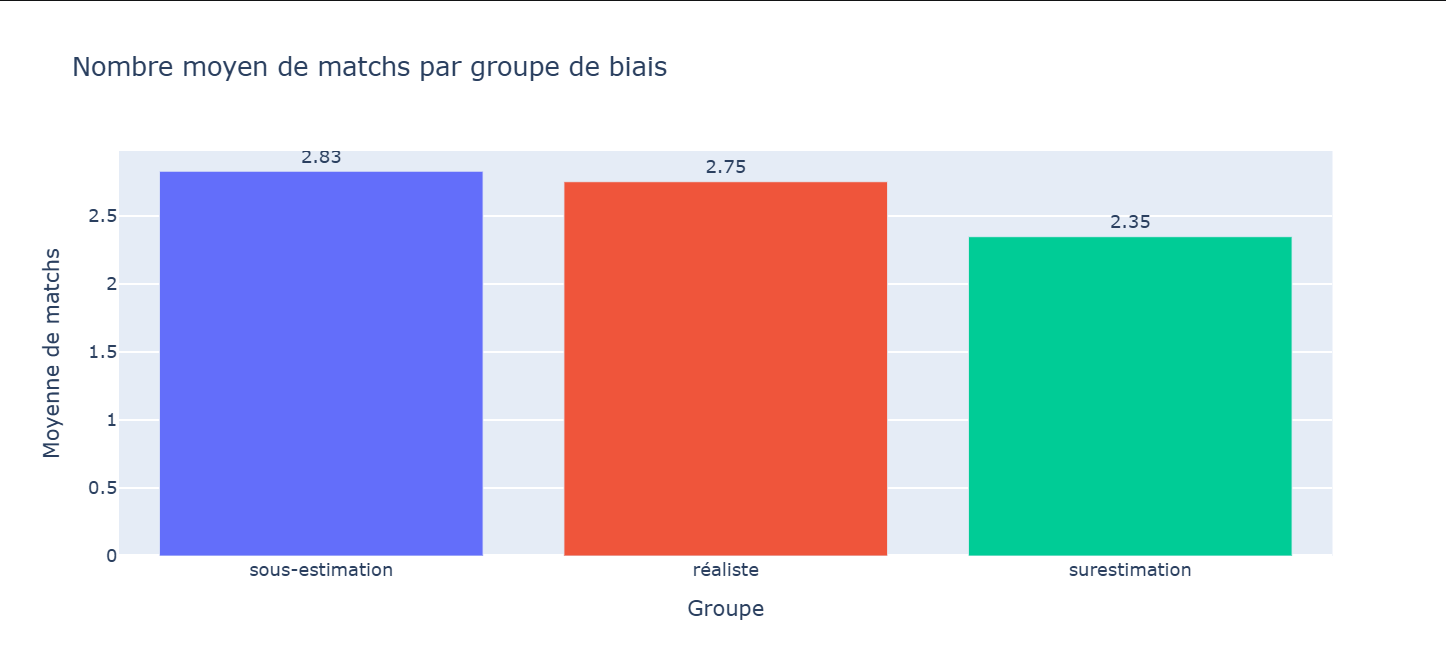 Nombre moyen de matchs par groupe de biais
2.83
2.75
2.35
2.5
2
1.5
1
0.5
0
Moyenne de matchs
sous-estimation
réaliste
surestimation
Groupe